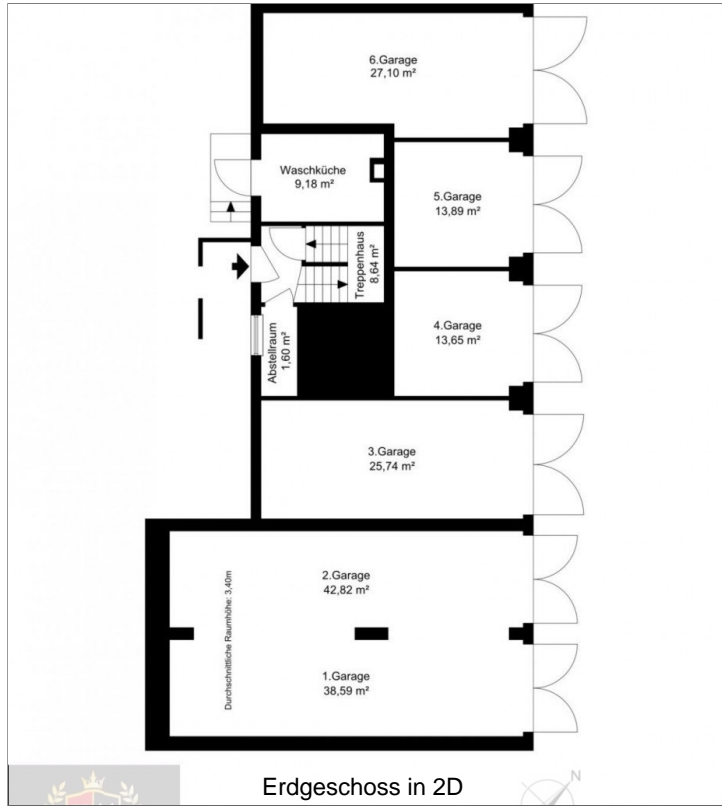 6.Garage
27,10 m²
Waschküche
9,18 m²
5.Garage
13,89 m²
Treppenhaus
8,64 m²
4.Garage
13,65 m²
Abstellraum
1,60 m²
3.Garage
25,74 m²
2.Garage
42,82 m²
Durchschnittliche Raumhöhe: 3,40m
1.Garage
38,59 m²
Erdgeschoss in 2D
N